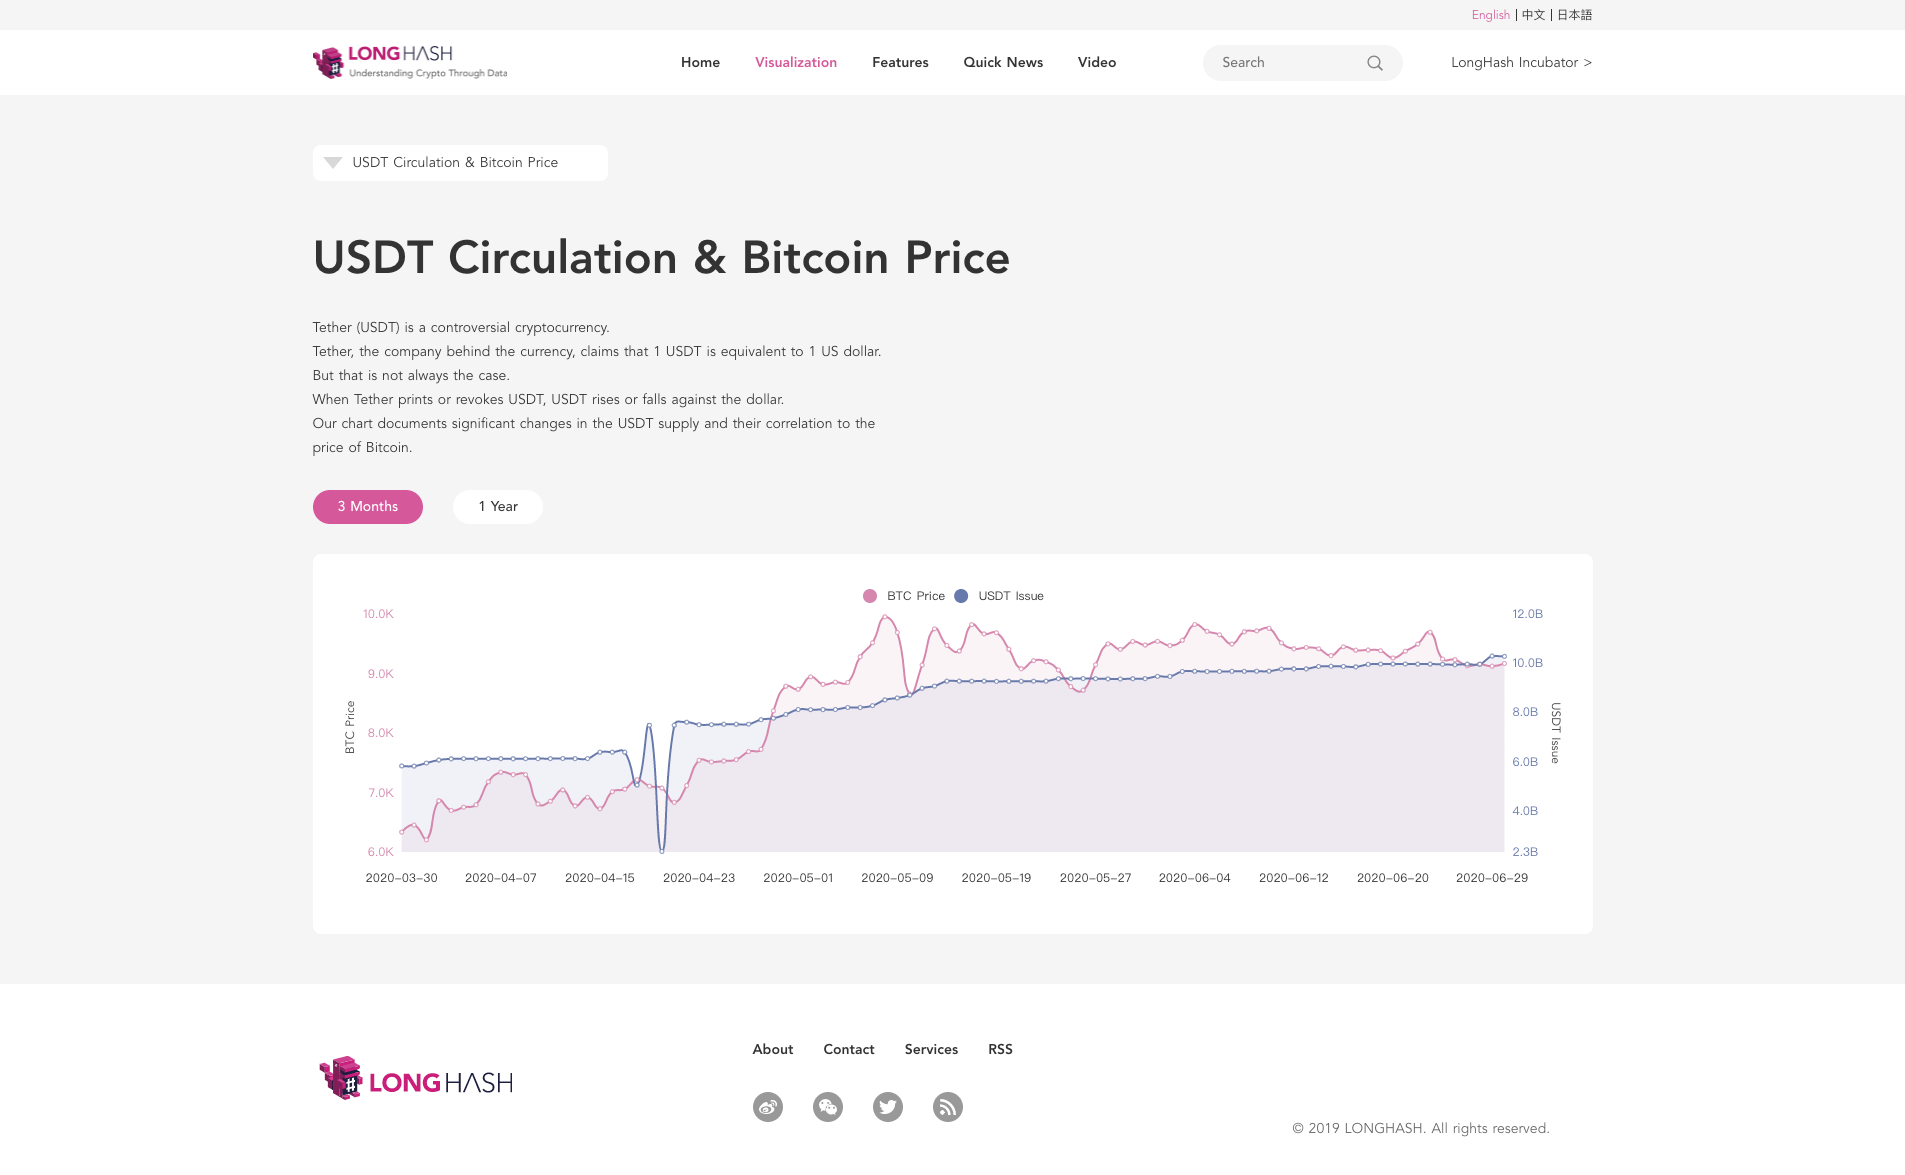 English | 中文 | 日本語
LONGHASH
Understanding Crypto Through Data
Home Visualization Features Quick News Video
Search
LongHash Incubator >
USDT Circulation & Bitcoin Price
USDT Circulation & Bitcoin Price
Tether (USDT) is a controversial cryptocurrency.
Tether, the company behind the currency, claims that 1 USDT is equivalent to 1 US dollar.
But that is not always the case.
When Tether prints or revokes USDT, USDT rises or falls against the dollar.
Our chart documents significant changes in the USDT supply and their correlation to the
price of Bitcoin.
3 Months 1 Year
BTC Price USDT Issue
10.0K
9.0K
8.0K
7.0K
6.0K
BTC Price
12.0B
10.0B
8.0B
6.0B
4.0B
2.3B
USDT Issue
2020-03-30 2020-04-07 2020-04-15 2020-04-23 2020-05-01 2020-05-09 2020-05-19 2020-05-27 2020-06-04 2020-06-12 2020-06-20 2020-06-29
LONGHASH
About Contact Services RSS
© 2019 LONGHASH. All rights reserved.